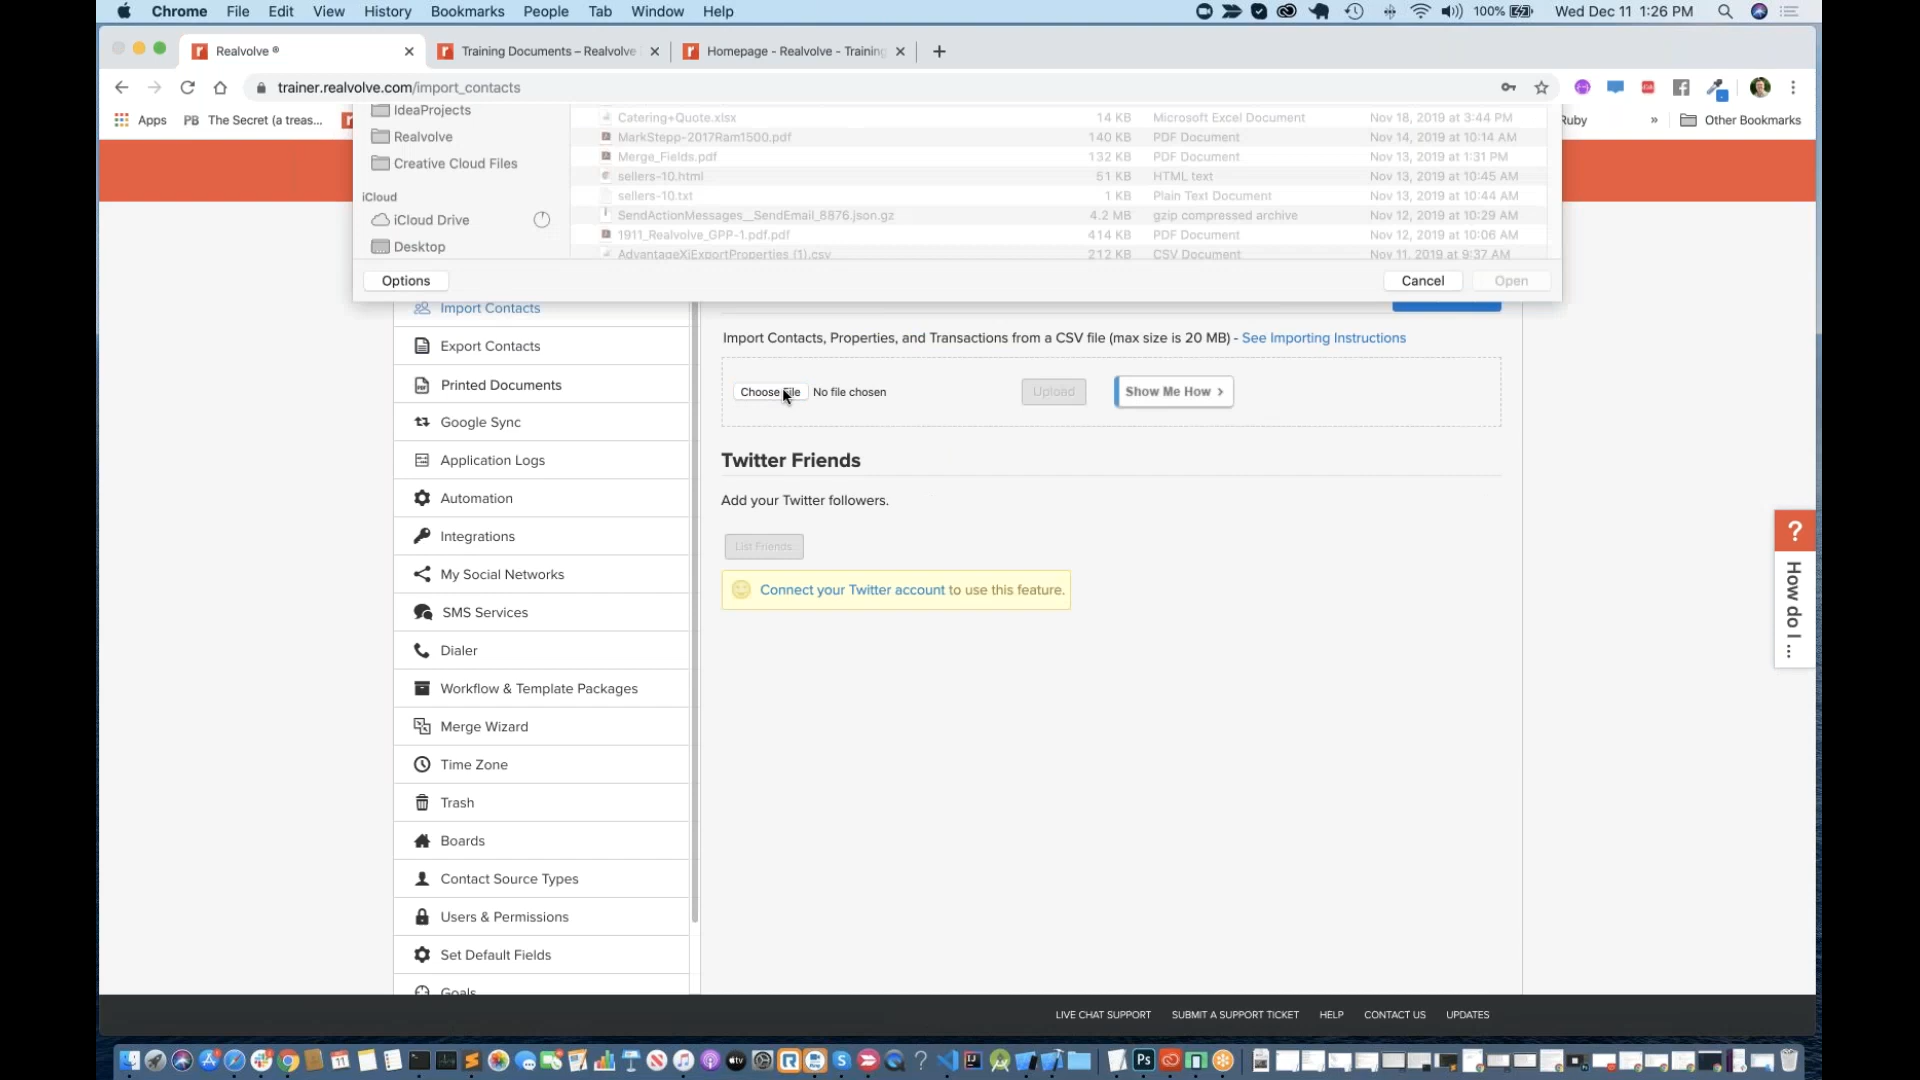 Chrome File Edit View History Bookmarks People Tab Window Help 100% Wed Dec 11 1:26 PM
Realvolve ® Training Documents – Realvolve Homepage - Realvolve - Training
trainer.realvolve.com/import_contacts
Apps PB The Secret (a treas... Ruby » Other Bookmarks
IdeaProjects
Realvolve
Creative Cloud Files
iCloud
iCloud Drive
Desktop
Catering+Quote.xlsx 14 KB Microsoft Excel Document Nov 18, 2019 at 3:44 PM
MarkStepp-2017Ram1500.pdf 140 KB PDF Document Nov 14, 2019 at 10:14 AM
Merge_Fields.pdf 132 KB PDF Document Nov 13, 2019 at 1:31 PM
sellers-10.html 51 KB HTML text Nov 13, 2019 at 10:45 AM
sellers-10.txt 1 KB Plain Text Document Nov 13, 2019 at 10:44 AM
SendActionMessages__SendEmail_8876.json.gz 4.2 MB gzip compressed archive Nov 12, 2019 at 10:29 AM
1911_Realvolve_GPP-1.pdf.pdf 414 KB PDF Document Nov 12, 2019 at 10:06 AM
AdvantageXiExportProperties (1).csv 212 KB CSV Document Nov 11, 2019 at 9:37 AM
Options Cancel Open
Import Contacts
Export Contacts
Printed Documents
Google Sync
Application Logs
Automation
Integrations
My Social Networks
SMS Services
Dialer
Workflow & Template Packages
Merge Wizard
Time Zone
Trash
Boards
Contact Source Types
Users & Permissions
Set Default Fields
Goals
Import Contacts, Properties, and Transactions from a CSV file (max size is 20 MB) - See Importing Instructions
Choose File No file chosen Upload Show Me How >
Twitter Friends
Add your Twitter followers.
List Friends
Connect your Twitter account to use this feature.
? How do I ...
LIVE CHAT SUPPORT SUBMIT A SUPPORT TICKET HELP CONTACT US UPDATES